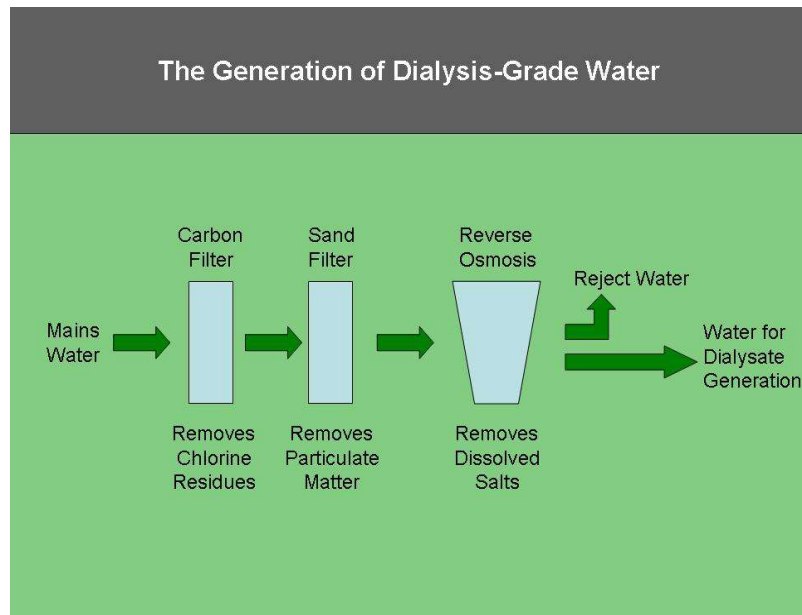 The Generation of Dialysis-Grade Water
Carbon
Filter
Sand
Filter
Reverse
Osmosis
Reject Water
Mains
Water
Water for
Dialysate
Generation
Removes
Chlorine
Residues
Removes
Particulate
Matter
Removes
Dissolved
Salts